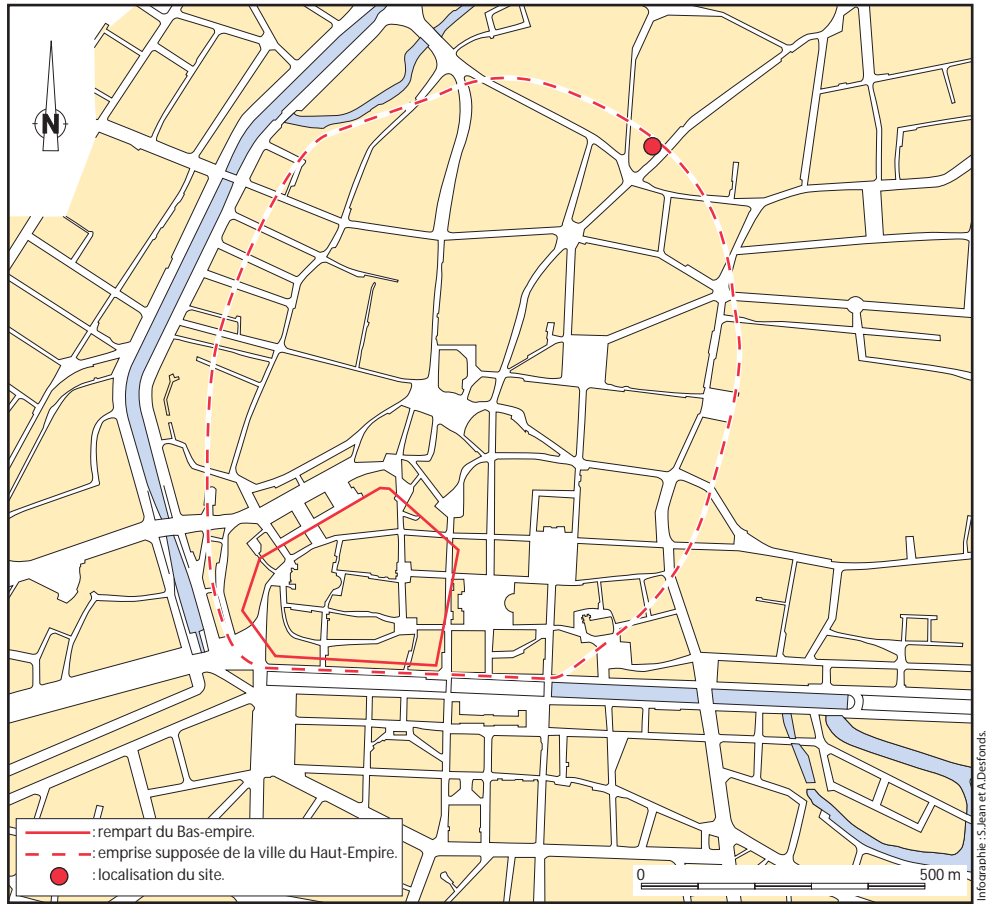 N
: rempart du Bas-empire.
: emprise supposée de la ville du Haut-Empire.
: localisation du site.
0 500 m
Infographie : S.Jean et A.Desfonds.